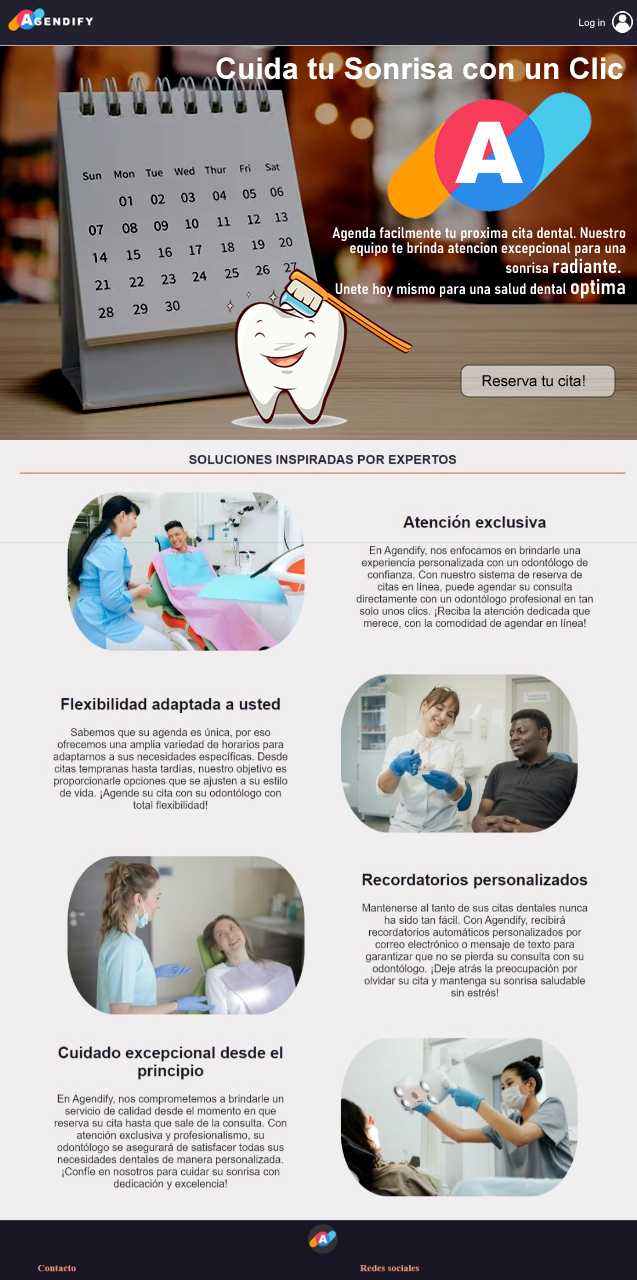 AGENDIFY
Log in
Cuida tu Sonrisa con un Clic
A
Sun Mon Tue Wed Thur Fri Sat
01 02 03 04 05 06
07 08 09 10 11 12 13
14 15 16 17 18 19 20
21 22 23 24 25 26 27
28 29 30
Agenda facilmente tu proxima cita dental. Nuestro
equipo te brinda atencion excepcional para una
sonrisa radiante.
Unete hoy mismo para una salud dental optima
Reserva tu cita!
SOLUCIONES INSPIRADAS POR EXPERTOS
Atención exclusiva
En Agendify, nos enfocamos en brindarle una
experiencia personalizada con un odontólogo de
confianza. Con nuestro sistema de reserva de
citas en línea, puede agendar su consulta
directamente con un odontólogo profesional en tan
solo unos clics. ¡Reciba la atención dedicada que
merece, con la comodidad de agendar en línea!
Flexibilidad adaptada a usted
Sabemos que su agenda es única, por eso
ofrecemos una amplia variedad de horarios para
adaptarnos a sus necesidades específicas. Desde
citas tempranas hasta tardías, nuestro objetivo es
proporcionarle opciones que se ajusten a su estilo
de vida. ¡Agende su cita con su odontólogo con
total flexibilidad!
Recordatorios personalizados
Mantenerse al tanto de sus citas dentales nunca
ha sido tan fácil. Con Agendify, recibirá
recordatorios automáticos personalizados por
correo electrónico o mensaje de texto para
garantizar que no se pierda su consulta con su
odontólogo. ¡Deje atrás la preocupación por
olvidar su cita y mantenga su sonrisa saludable
sin estrés!
Cuidado excepcional desde el
principio
En Agendify, nos comprometemos a brindarle un
servicio de calidad desde el momento en que
reserva su cita hasta que sale de la consulta. Con
atención exclusiva y profesionalismo, su
odontólogo se asegurará de satisfacer todas sus
necesidades dentales de manera personalizada.
¡Confíe en nosotros para cuidar su sonrisa con
dedicación y excelencia!
A
Contacto
Redes sociales